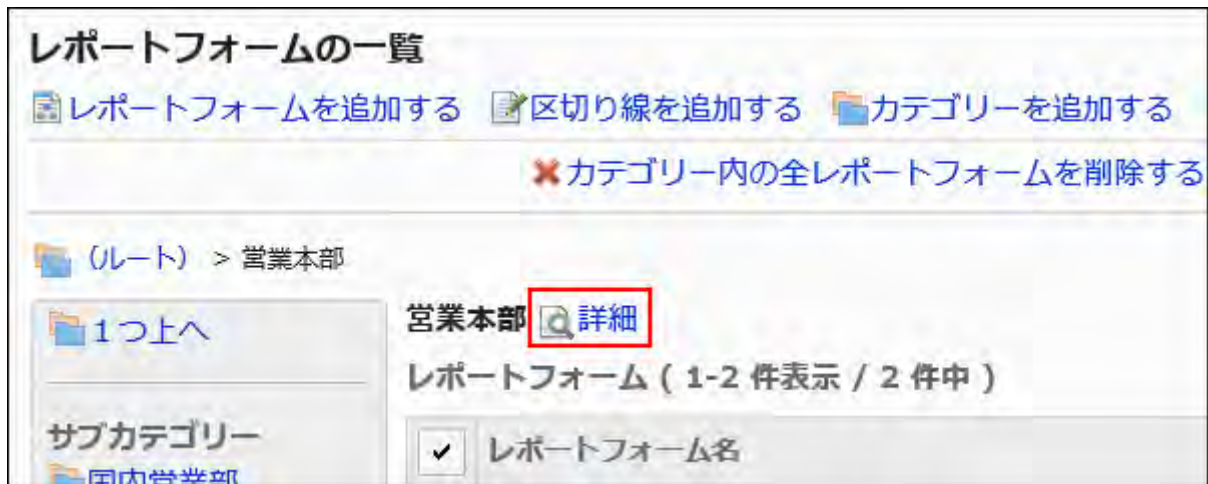 レポートフォームの一覧
レポートフォームを追加する 区切り線を追加する カテゴリーを追加する
カテゴリー内の全レポートフォームを削除する
(ルート) > 営業本部
1つ上へ
営業本部 詳細
レポートフォーム ( 1-2 件表示 / 2 件中 )
サブカテゴリー
レポートフォーム名
国内営業部